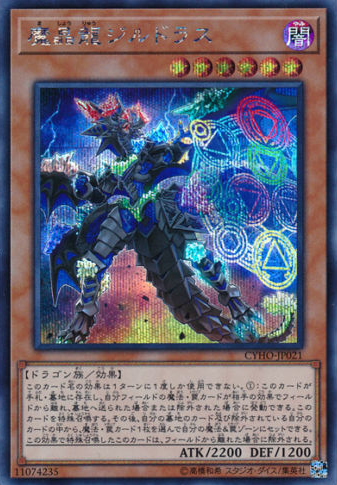 魔晶龍ジルドラス
闇
CYHO-JP021
【ドラゴン族／効果】
このカード名の効果は１ターンに１度しか使用できない。①：このカードが
手札・墓地に存在し、自分フィールドの魔法・罠カードが相手の効果でフィール
ドから離れ、墓地へ送られた場合または除外された場合に発動できる。この
カードを特殊召喚する。その後、自分の墓地のカード及び除外されている自分の
カードの中から、魔法・罠カード１枚を選んで自分の魔法＆罠ゾーンにセットできる。
この効果で特殊召喚したこのカードは、フィールドから離れた場合に除外される。
ATK/2200 DEF/1200
11074235
©高橋和希 スタジオ・ダイス/集英社